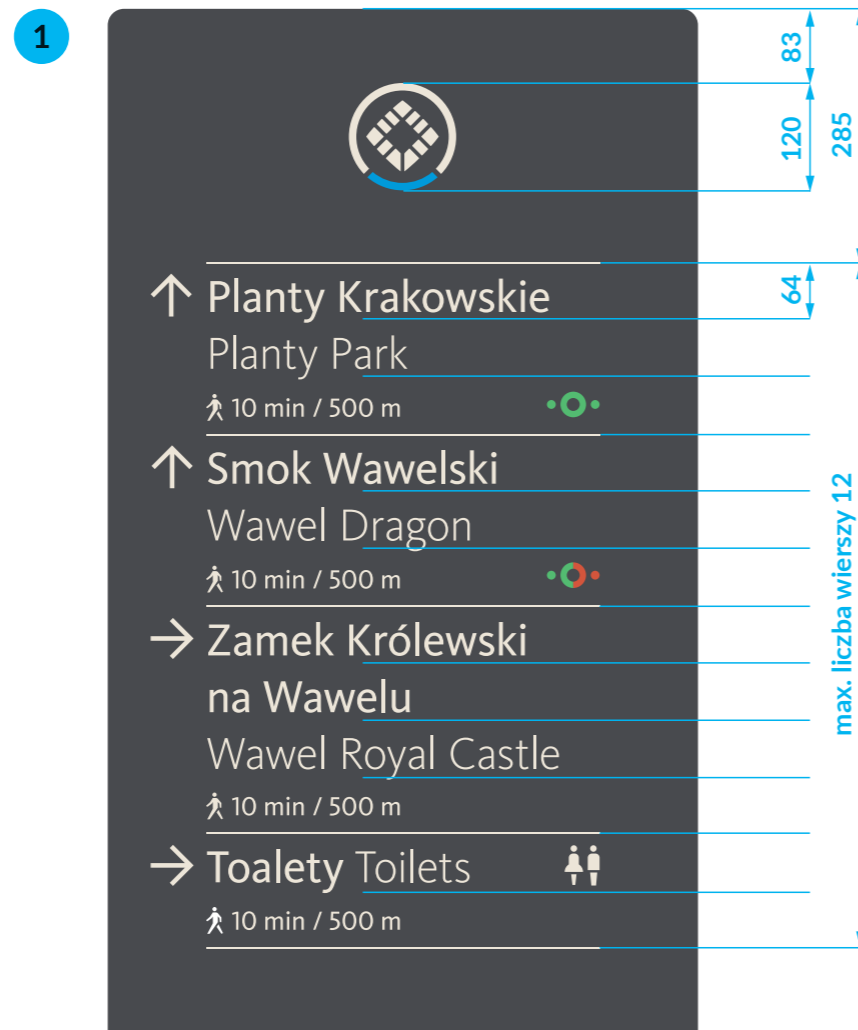 1
83
120
285
64
Planty Krakowskie
Planty Park
10 min / 500 m
Smok Wawelski
Wawel Dragon
10 min / 500 m
Zamek Królewski
na Wawelu
Wawel Royal Castle
10 min / 500 m
Toalety Toilets
10 min / 500 m
max. liczba wierszy 12